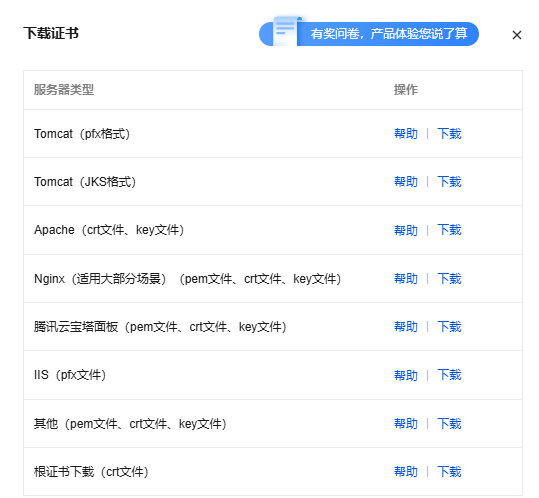 下载证书
有奖问卷，产品体验您说了算
服务器类型 操作
Tomcat（pfx格式） 帮助 | 下载
Tomcat（JKS格式） 帮助 | 下载
Apache（crt文件、key文件） 帮助 | 下载
Nginx（适用大部分场景）（pem文件、crt文件、key文件） 帮助 | 下载
腾讯云宝塔面板（pem文件、crt文件、key文件） 帮助 | 下载
IIS（pfx文件） 帮助 | 下载
其他（pem文件、crt文件、key文件） 帮助 | 下载
根证书下载（crt文件） 帮助 | 下载